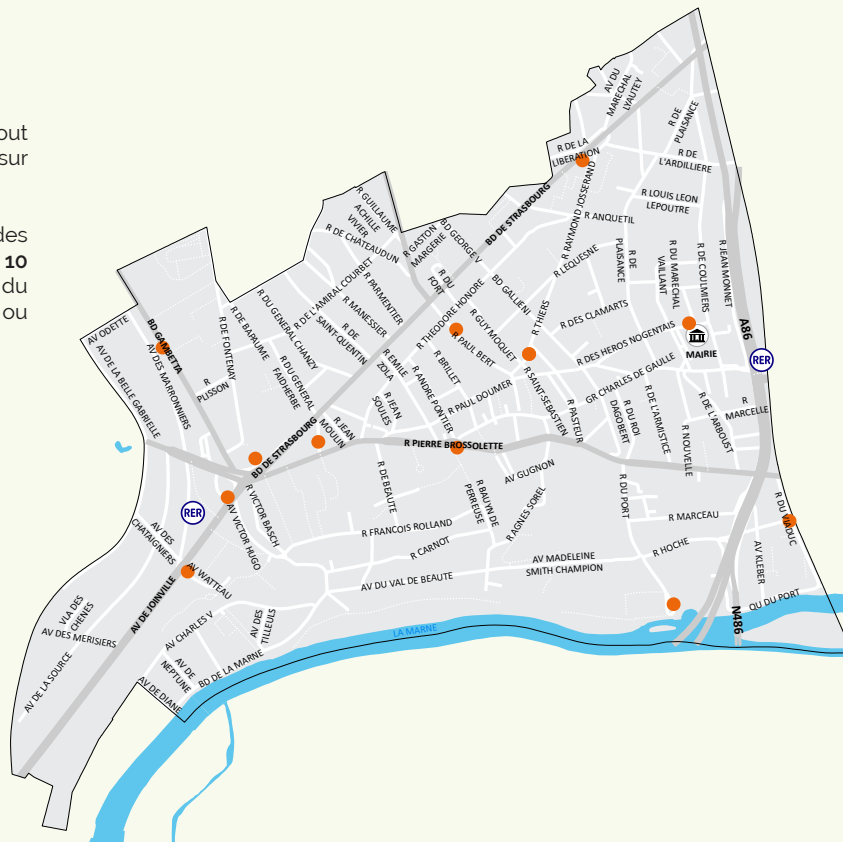 out
sur
des
10
du
ou
AV DU
MARECHAL
LYAUTEY
R DE
PLAISANCE
R DE LA
LIBERATION
R DE
L'ARDILLIERE
R LOUIS LEON
LEPOUTRE
R GUILLAUME
ACHILLE
VIVIER
R DE CHATEAUDUN
R GASTON
MARGERIE
BD GEORGE V
BD DE STRASBOURG
R RAYMOND JOSSERAND
R ANQUETIL
R LEQUESNE
R DE
PLAISANCE
R DU MARECHAL
VAILLANT
R DE COULMIERS
R JEAN MONNET
A86
R DE L'AMIRAL COURBET
R PARMENTIER
R MANESSIER
R DU
FORT
BD GALLIENI
R THEODORE HONORE
R GUY MOQUET
R THIERS
R DES CLAMARTS
R DES HEROS NOGENTAIS
MAIRIE
RER
AV ODETTE
BD GAMBETTA
AV DE LA BELLE GABRIELLE
AV DES MARRONNIERS
R DE FONTENAY
R DE BAPAUME
R DU GENERAL CHANZY
R DE
SAINT-QUENTIN
R DU GENERAL
FAIDHERBE
R
PLISSON
R PAUL BERT
R BRILLET
R EMILE
ZOLA
R ANDRE PONTIER
R JEAN
SOULES
R PAUL DOUMER
R SAINT-SEBASTIEN
R PASTEUR
GR CHARLES DE GAULLE
R DU ROI
DAGOBERT
R DE L'ARMISTICE
R NOUVELLE
R DE L'ARBOUST
R
MARCELLE
BD DE STRASBOURG
R JEAN
MOULIN
R PIERRE BROSSOLETTE
R DE BEAUTE
AV GUGNON
R BAUYN DE
PERREUSE
R AGNES SOREL
R DU PORT
R MARCEAU
R HOCHE
R DU VIADUC
AV KLEBER
RER
AV DES
CHATAIGNIERS
R VICTOR BASCH
AV VICTOR HUGO
R FRANCOIS ROLLAND
R CARNOT
AV MADELEINE
SMITH CHAMPION
AV DU VAL DE BEAUTE
AV WATTEAU
AV DE JOINVILLE
VLA DES
CHENES
AV DES MERISIERS
AV DE LA SOURCE
AV CHARLES V
AV DES
TILLEULS
AV DE
NEPTUNE
AV DE DIANE
BD DE LA MARNE
LA MARNE
N486
QU DU PORT